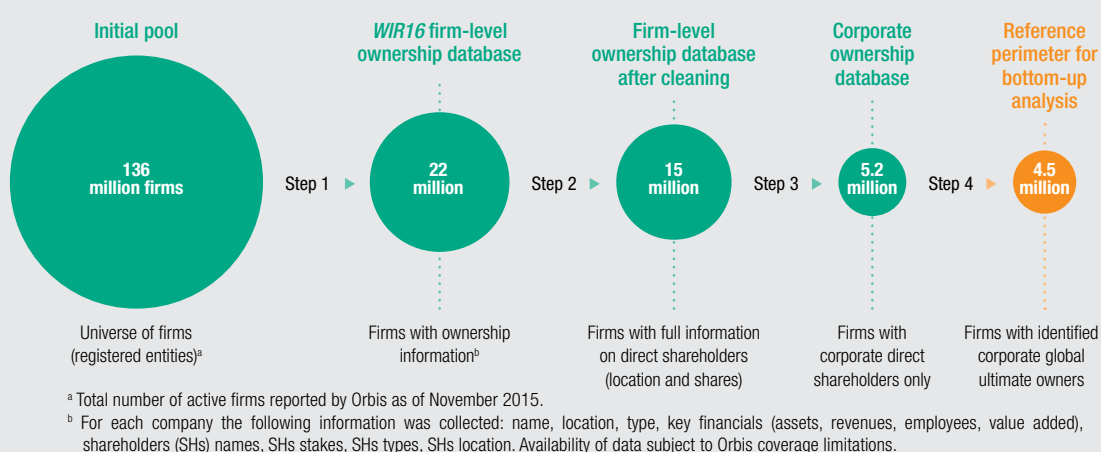 Initial pool
WIR16 firm-level
ownership database
Firm-level
ownership database
after cleaning
Corporate
ownership
database
Reference
perimeter for
bottom-up
analysis
136
million firms
Step 1
22
million
Step 2
15
million
Step 3
5.2
million
Step 4
4.5
million
Universe of firms
(registered entities)a
Firms with ownership
informationb
Firms with full information
on direct shareholders
(location and shares)
Firms with
corporate direct
shareholders only
Firms with identified
corporate global
ultimate owners
a Total number of active firms reported by Orbis as of November 2015.
b For each company the following information was collected: name, location, type, key financials (assets, revenues, employees, value added),
shareholders (SHs) names, SHs stakes, SHs types, SHs location. Availability of data subject to Orbis coverage limitations.